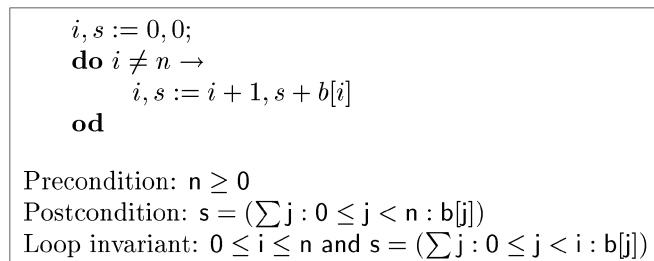 i, s := 0, 0;
do i ≠ n →
i, s := i + 1, s + b[i]
od
Precondition: n ≥ 0
Postcondition: s = (∑ j : 0 ≤ j < n : b[j])
Loop invariant: 0 ≤ i ≤ n and s = (∑ j : 0 ≤ j < i : b[j])